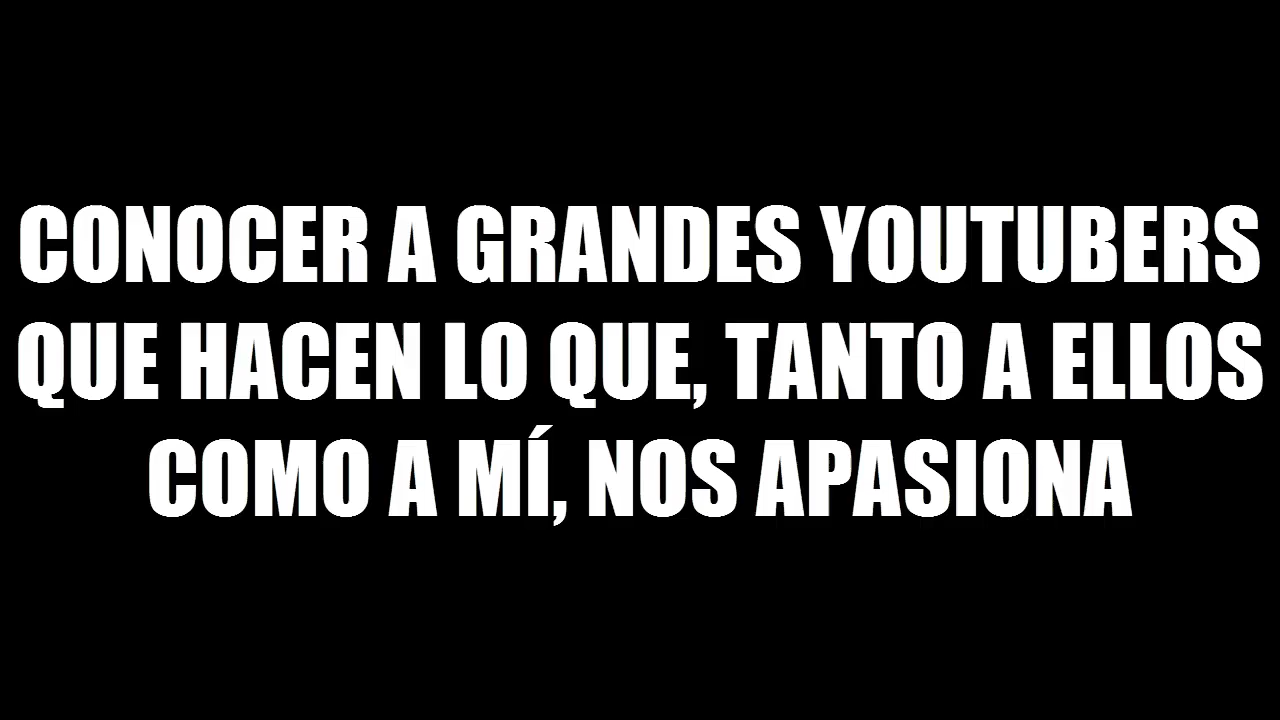 CONOCER A GRANDES YOUTUBERS
QUE HACEN LO QUE, TANTO A ELLOS
COMO A MÍ, NOS APASIONA